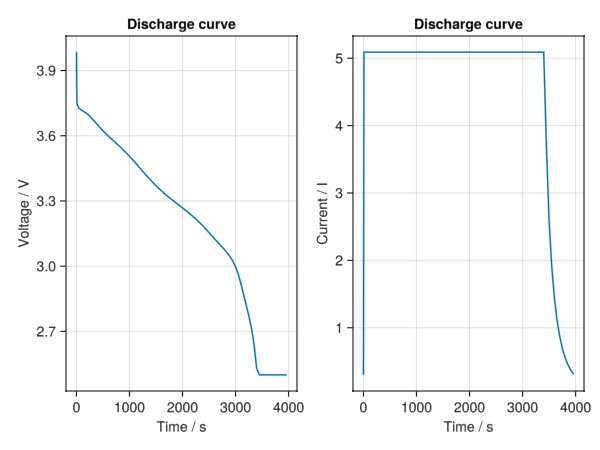 Discharge curve
3.9
3.6
3.3
3.0
2.7
Voltage / V
0 1000 2000 3000 4000
Time / s
Discharge curve
5
4
3
2
1
Current / I
0 1000 2000 3000 4000
Time / s